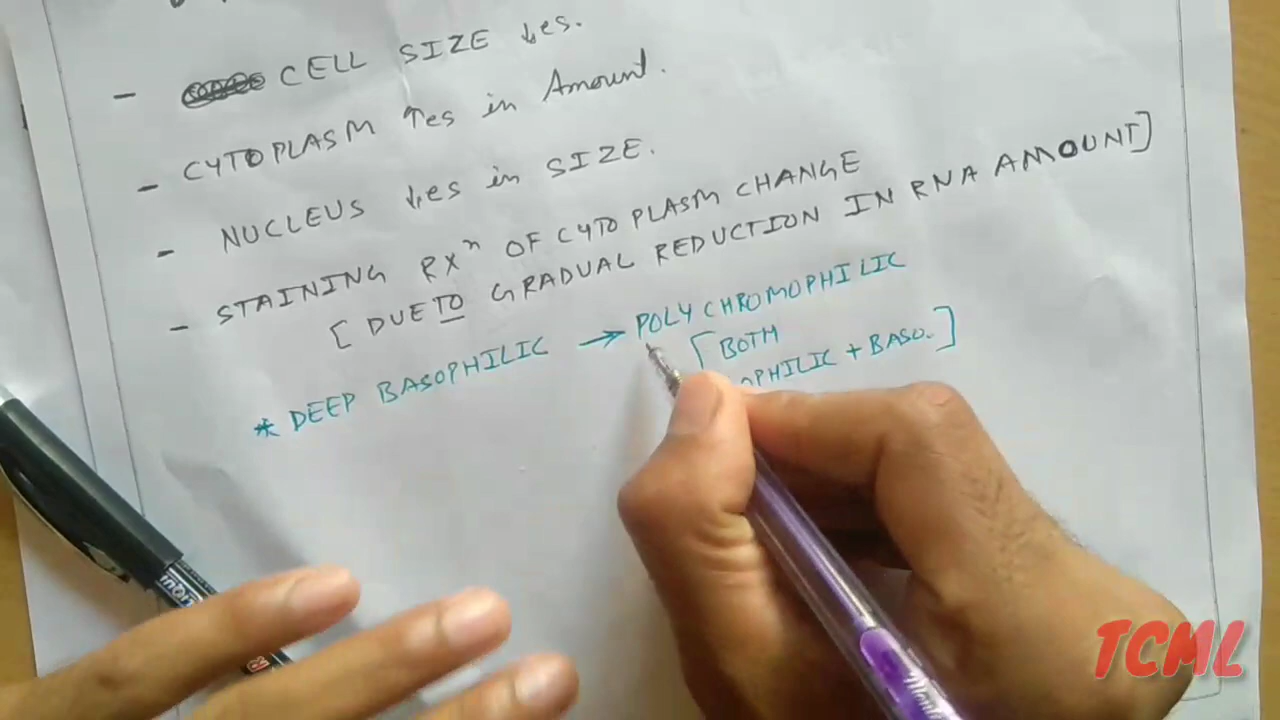 - CELL SIZE ↓es.
- CYTOPLASM ↑es in Amount.
- NUCLEUS ↓es in SIZE.
- STAINING RXⁿ OF CYTOPLASM CHANGE
[DUE TO GRADUAL REDUCTION IN RNA AMOUNT]
* DEEP BASOPHILIC → POLYCHROMOPHILIC
[BOTH
OPHILIC + BASO.]
TCML